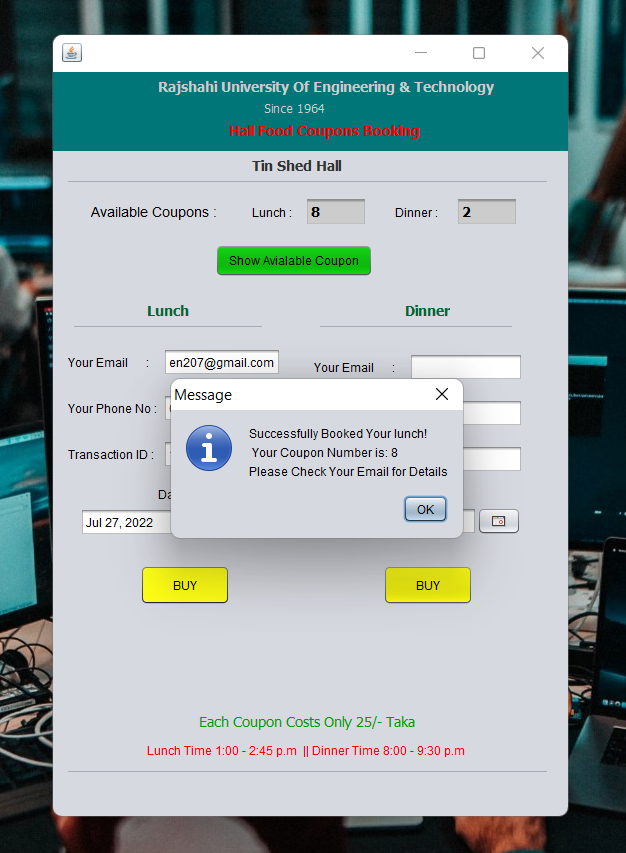 Rajshahi University Of Engineering & Technology
Since 1964
Hall Food Coupons Booking
Tin Shed Hall
Available Coupons : Lunch : 8 Dinner : 2
Show Avialable Coupon
Lunch Dinner
Your Email : en207@gmail.com Your Email :
Message
Your Phone No :
Successfully Booked Your lunch!
Your Coupon Number is: 8
Please Check Your Email for Details
Transaction ID :
OK
Jul 27, 2022
BUY BUY
Each Coupon Costs Only 25/- Taka
Lunch Time 1:00 - 2:45 p.m || Dinner Time 8:00 - 9:30 p.m